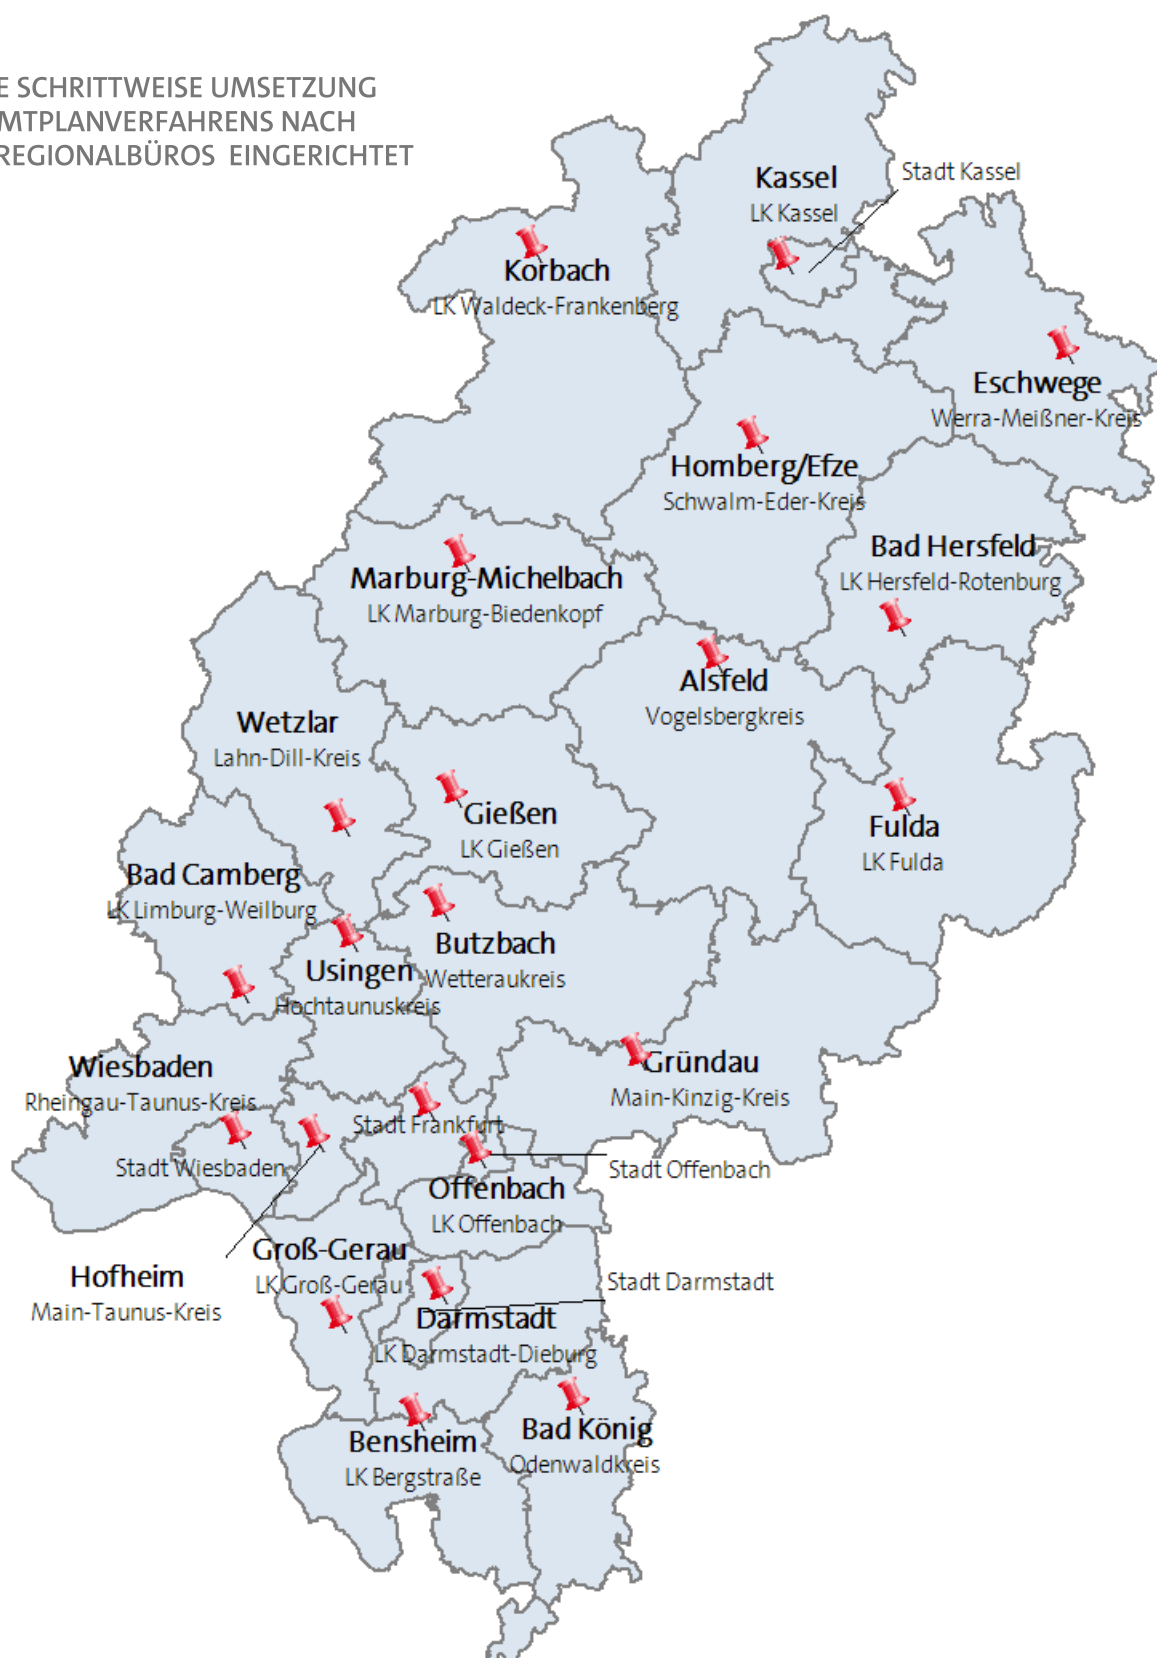 E SCHRITTWEISE UMSETZUNG
MTPLANVERFAHRENS NACH
REGIONALBÜROS EINGERICHTET
Kassel
LK Kassel
Stadt Kassel
Korbach
LK Waldeck-Frankenberg
Eschwege
Werra-Meißner-Kreis
Homberg/Efze
Schwalm-Eder-Kreis
Bad Hersfeld
LK Hersfeld-Rotenburg
Marburg-Michelbach
LK Marburg-Biedenkopf
Alsfeld
Vogelsbergkreis
Wetzlar
Lahn-Dill-Kreis
Gießen
LK Gießen
Fulda
LK Fulda
Bad Camberg
LK Limburg-Weilburg
Butzbach
Wetteraukreis
Usingen
Hochtaunuskreis
Wiesbaden
Rheingau-Taunus-Kreis
Gründau
Main-Kinzig-Kreis
Stadt Frankfurt
Stadt Wiesbaden
Stadt Offenbach
Offenbach
LK Offenbach
Hofheim
Main-Taunus-Kreis
Groß-Gerau
LK Groß-Gerau
Stadt Darmstadt
Darmstadt
LK Darmstadt-Dieburg
Bensheim
LK Bergstraße
Bad König
Odenwaldkreis